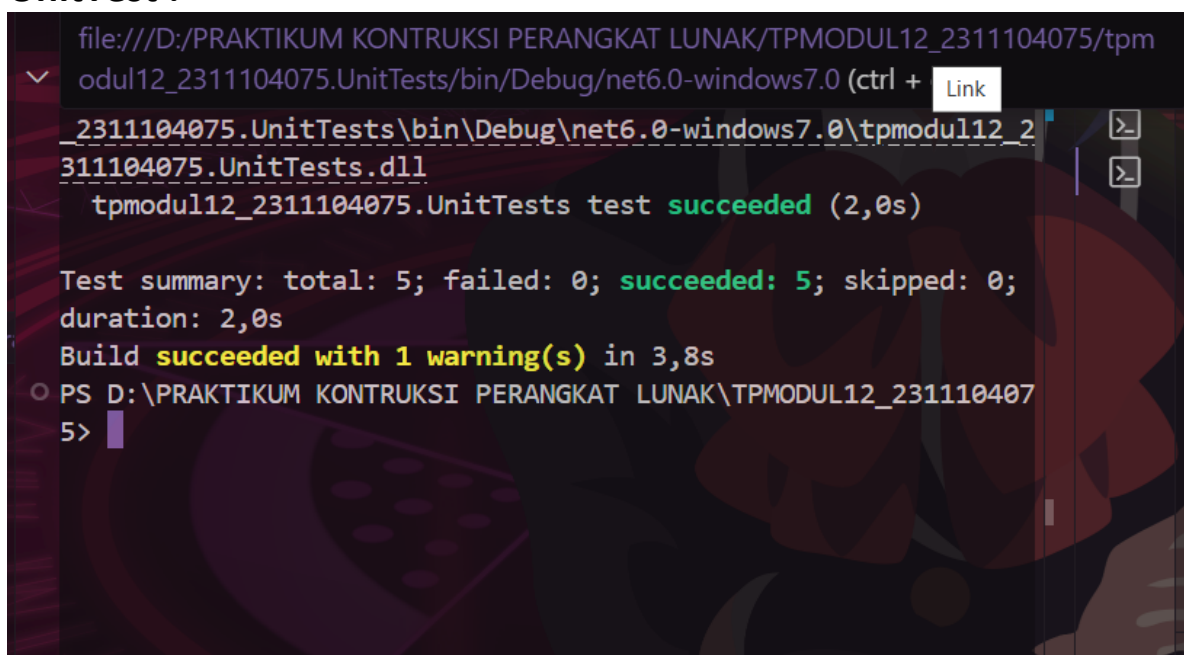 file:///D:/PRAKTIKUM KONTRUKSI PERANGKAT LUNAK/TPMODUL12_2311104075/tpm
odul12_2311104075.UnitTests/bin/Debug/net6.0-windows7.0 (ctrl +
Link
_2311104075.UnitTests\bin\Debug\net6.0-windows7.0\tpmodul12_2
311104075.UnitTests.dll
tpmodul12_2311104075.UnitTests test succeeded (2,0s)
Test summary: total: 5; failed: 0; succeeded: 5; skipped: 0;
duration: 2,0s
Build succeeded with 1 warning(s) in 3,8s
PS D:\PRAKTIKUM KONTRUKSI PERANGKAT LUNAK\TPMODUL12_231110407
5>